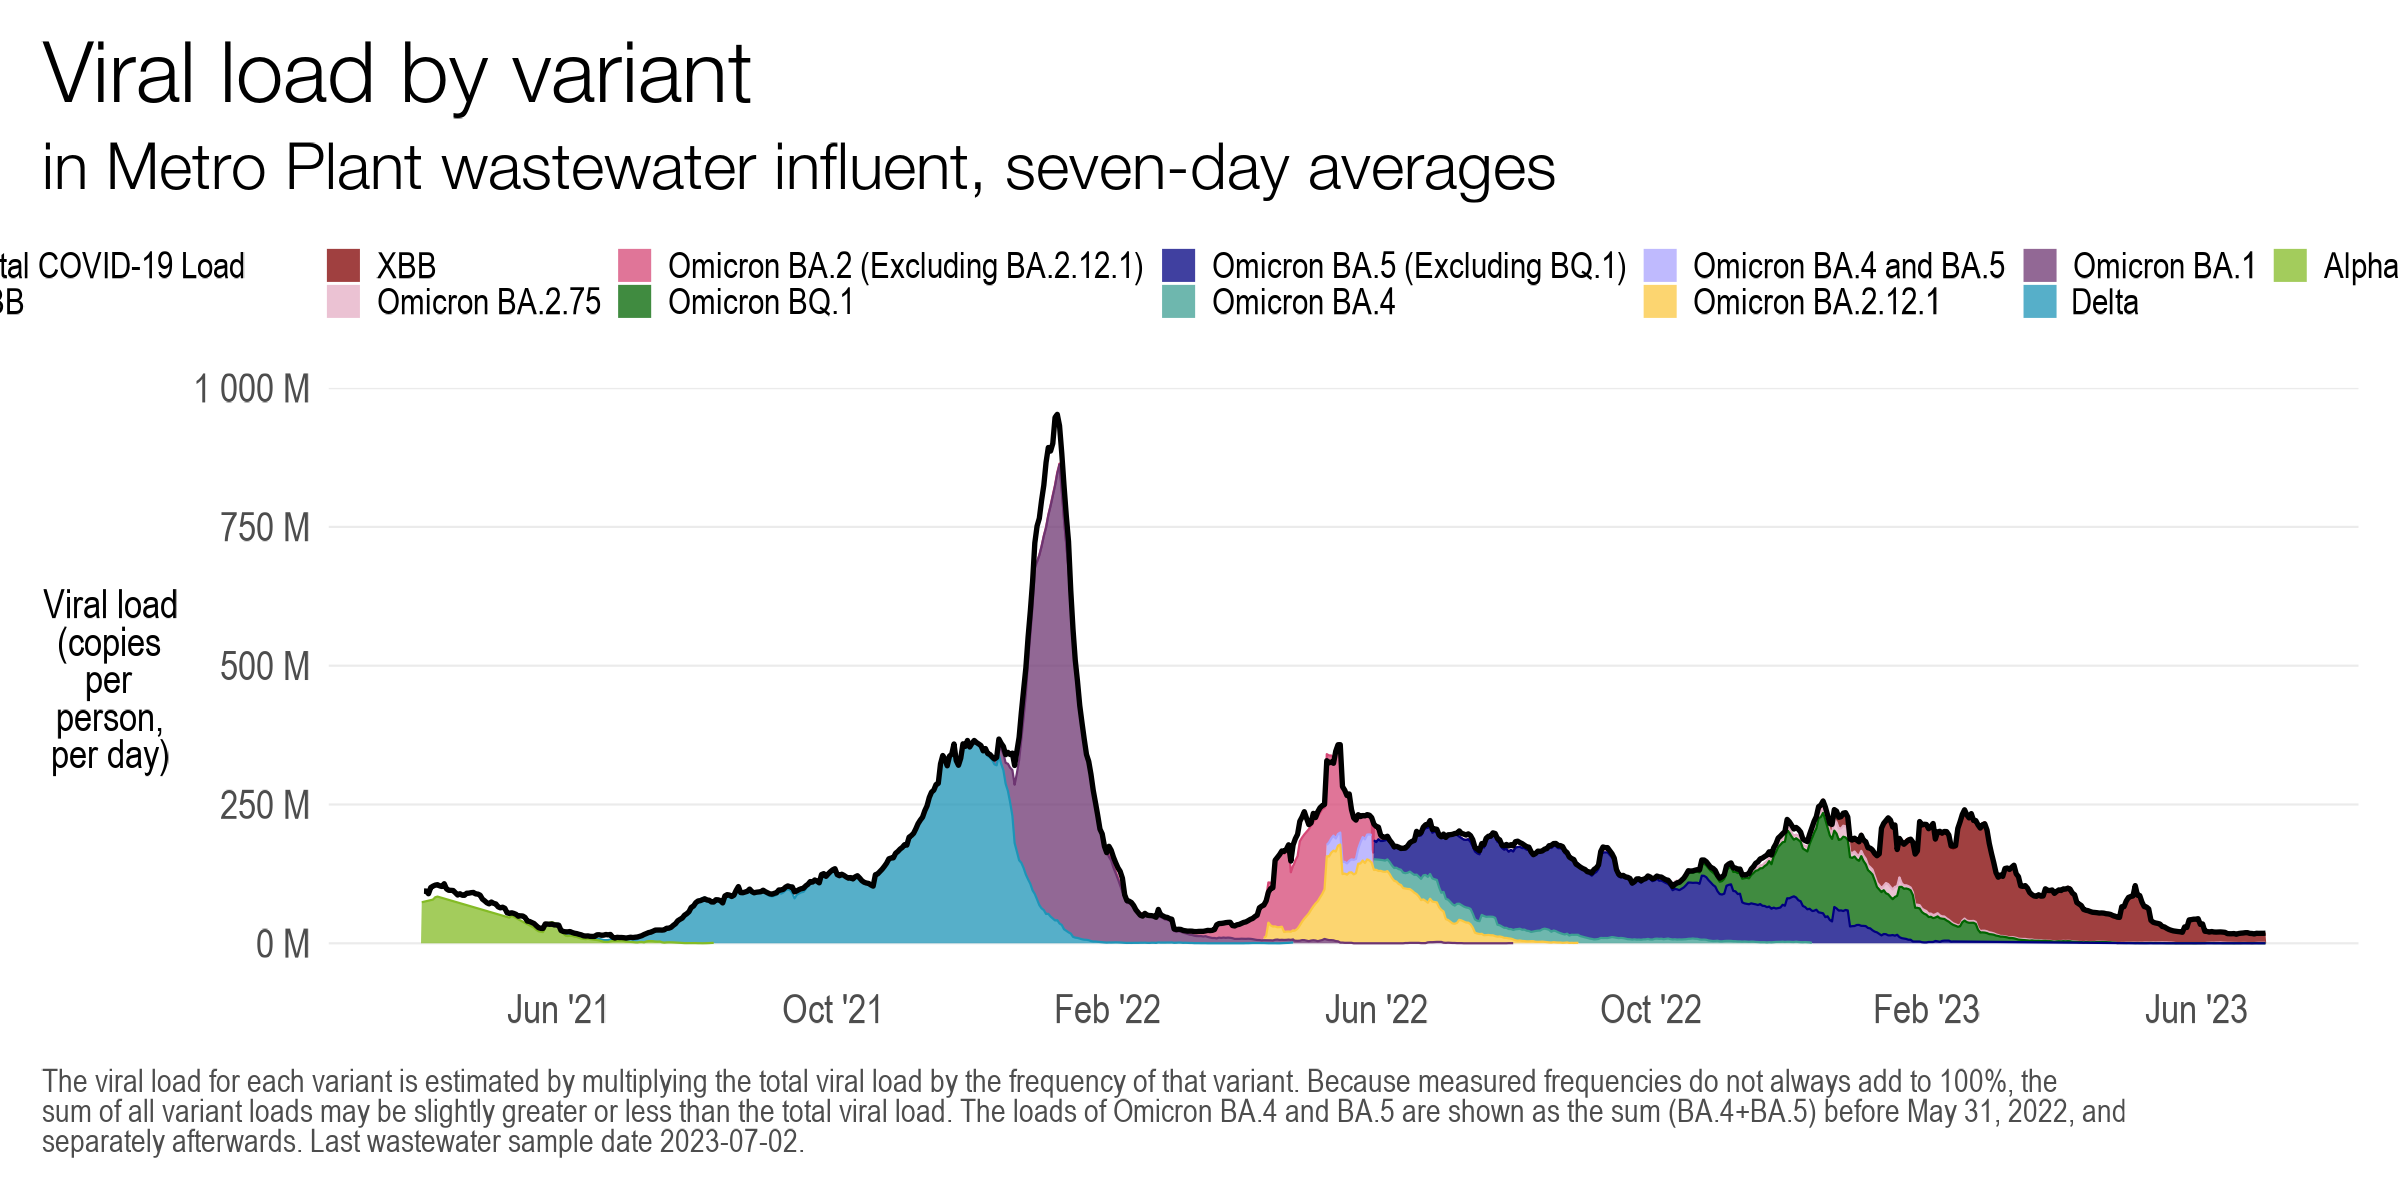 Viral load by variant
in Metro Plant wastewater influent, seven-day averages
tal COVID-19 Load XBB Omicron BA.2 (Excluding BA.2.12.1) Omicron BA.5 (Excluding BQ.1) Omicron BA.4 and BA.5 Omicron BA.1 Alpha
BB Omicron BA.2.75 Omicron BQ.1 Omicron BA.4 Omicron BA.2.12.1 Delta
1 000 M
750 M
500 M
250 M
0 M
Viral load
(copies
per
person,
per day)
Jun '21 Oct '21 Feb '22 Jun '22 Oct '22 Feb '23 Jun '23
The viral load for each variant is estimated by multiplying the total viral load by the frequency of that variant. Because measured frequencies do not always add to 100%, the
sum of all variant loads may be slightly greater or less than the total viral load. The loads of Omicron BA.4 and BA.5 are shown as the sum (BA.4+BA.5) before May 31, 2022, and
separately afterwards. Last wastewater sample date 2023-07-02.